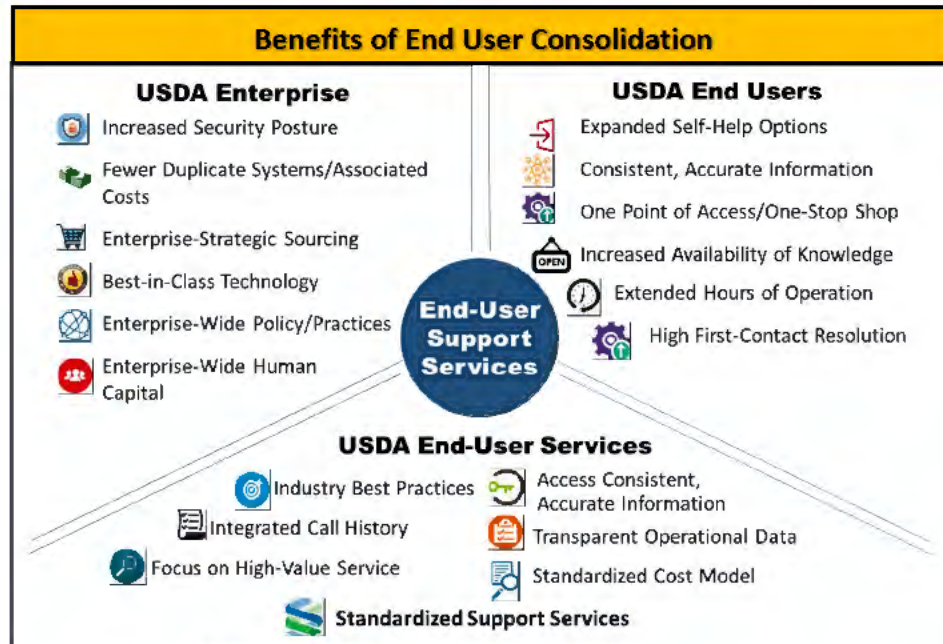 Benefits of End User Consolidation
USDA Enterprise
Increased Security Posture
Fewer Duplicate Systems/Associated
Costs
Enterprise-Strategic Sourcing
Best-in-Class Technology
Enterprise-Wide Policy/Practices
Enterprise-Wide Human
Capital
USDA End Users
Expanded Self-Help Options
Consistent, Accurate Information
One Point of Access/One-Stop Shop
OPEN
Increased Availability of Knowledge
Extended Hours of Operation
High First-Contact Resolution
End-User
Support
Services
USDA End-User Services
Industry Best Practices
Integrated Call History
Focus on High-Value Service
Access Consistent,
Accurate Information
Transparent Operational Data
Standardized Cost Model
Standardized Support Services